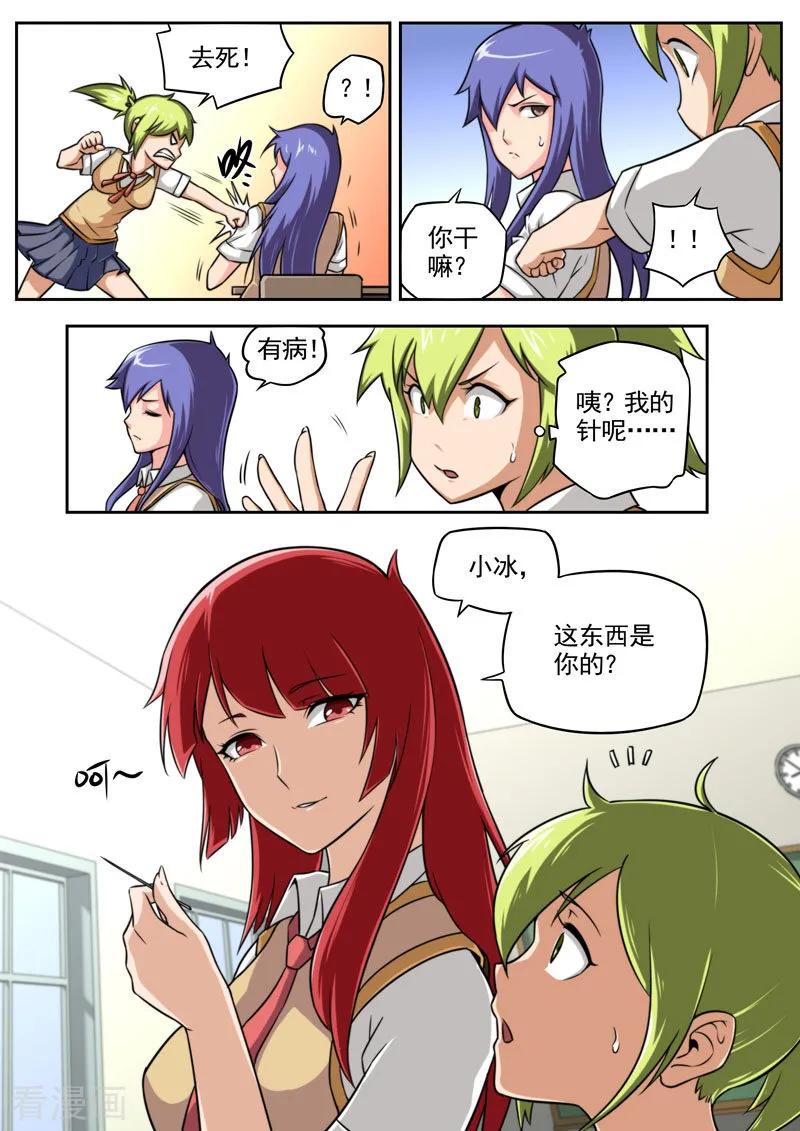 去死！
？！
咚
你干
嘛？
！！
有病！
咦？我的
针呢……
小冰，
这东西是
你的？
呵～
看漫画